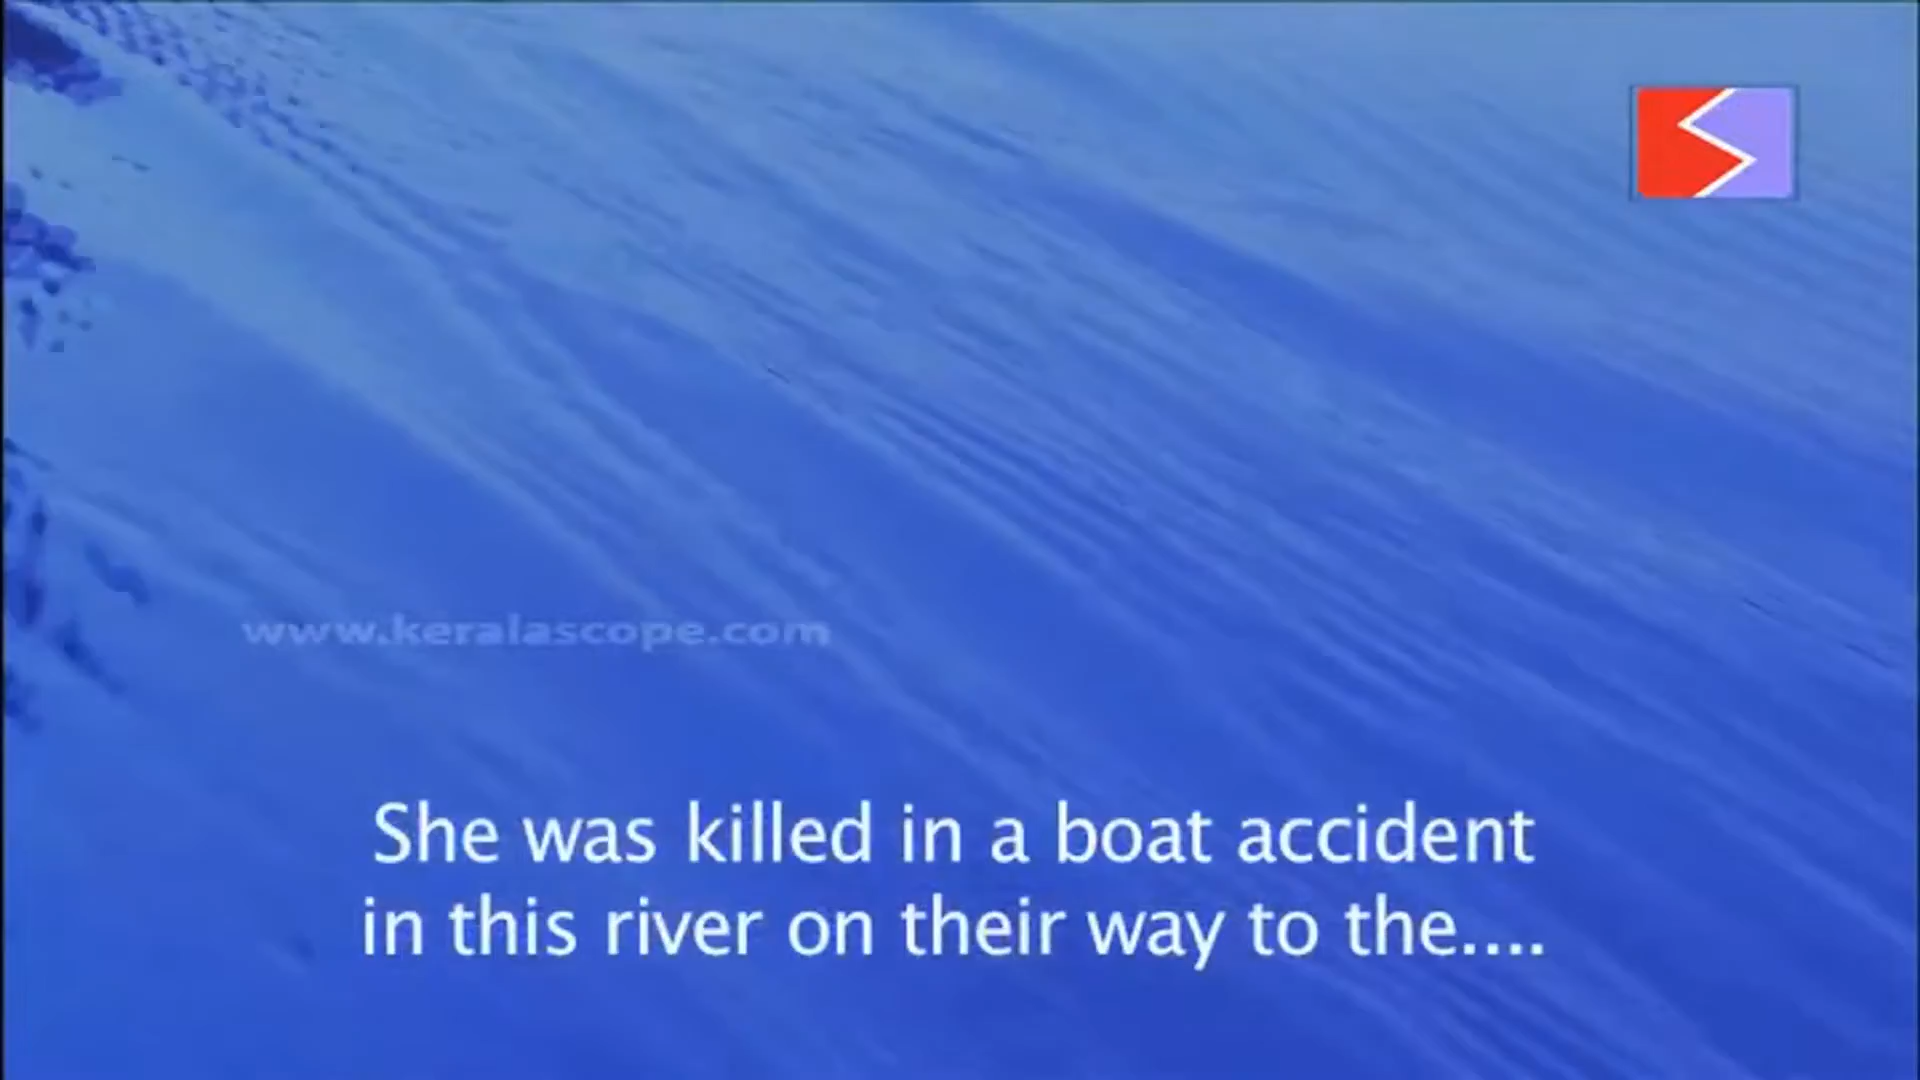 www.keralascope.com
She was killed in a boat accident
in this river on their way to the....